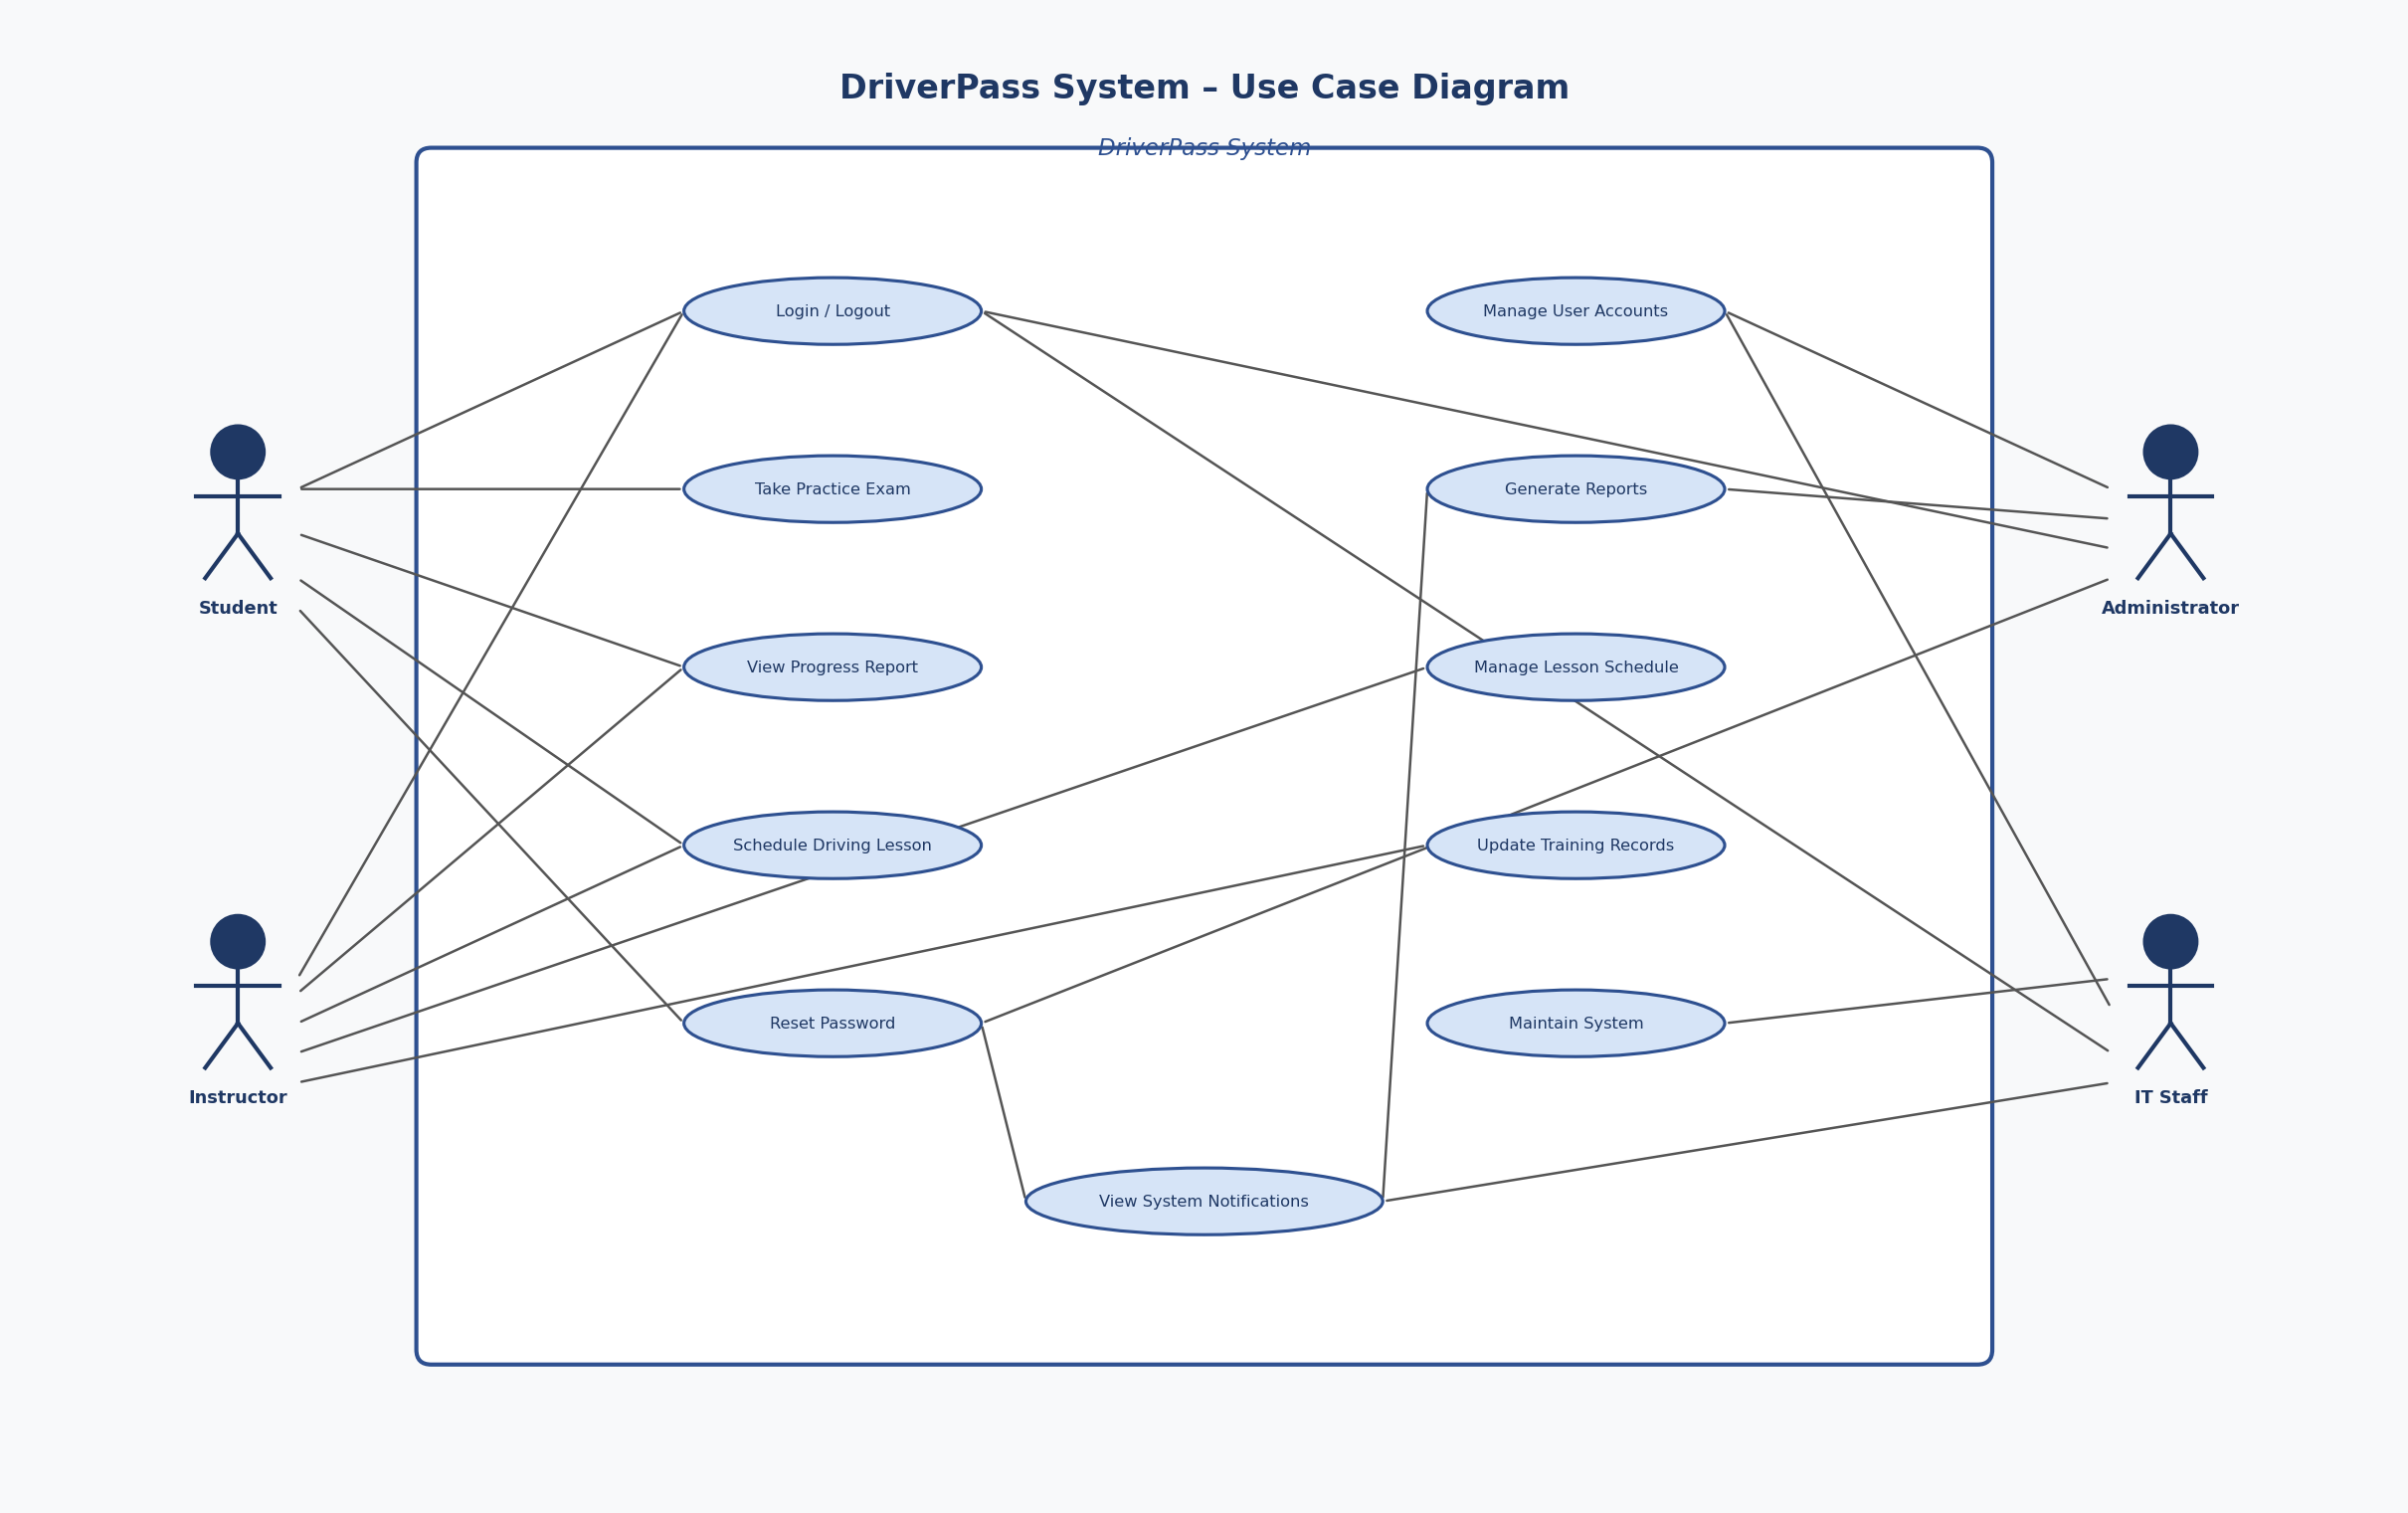 DriverPass System – Use Case Diagram
DriverPass System
Login / Logout
Manage User Accounts
Take Practice Exam
Generate Reports
Student
Administrator
View Progress Report
Manage Lesson Schedule
Schedule Driving Lesson
Update Training Records
Reset Password
Maintain System
Instructor
IT Staff
View System Notifications